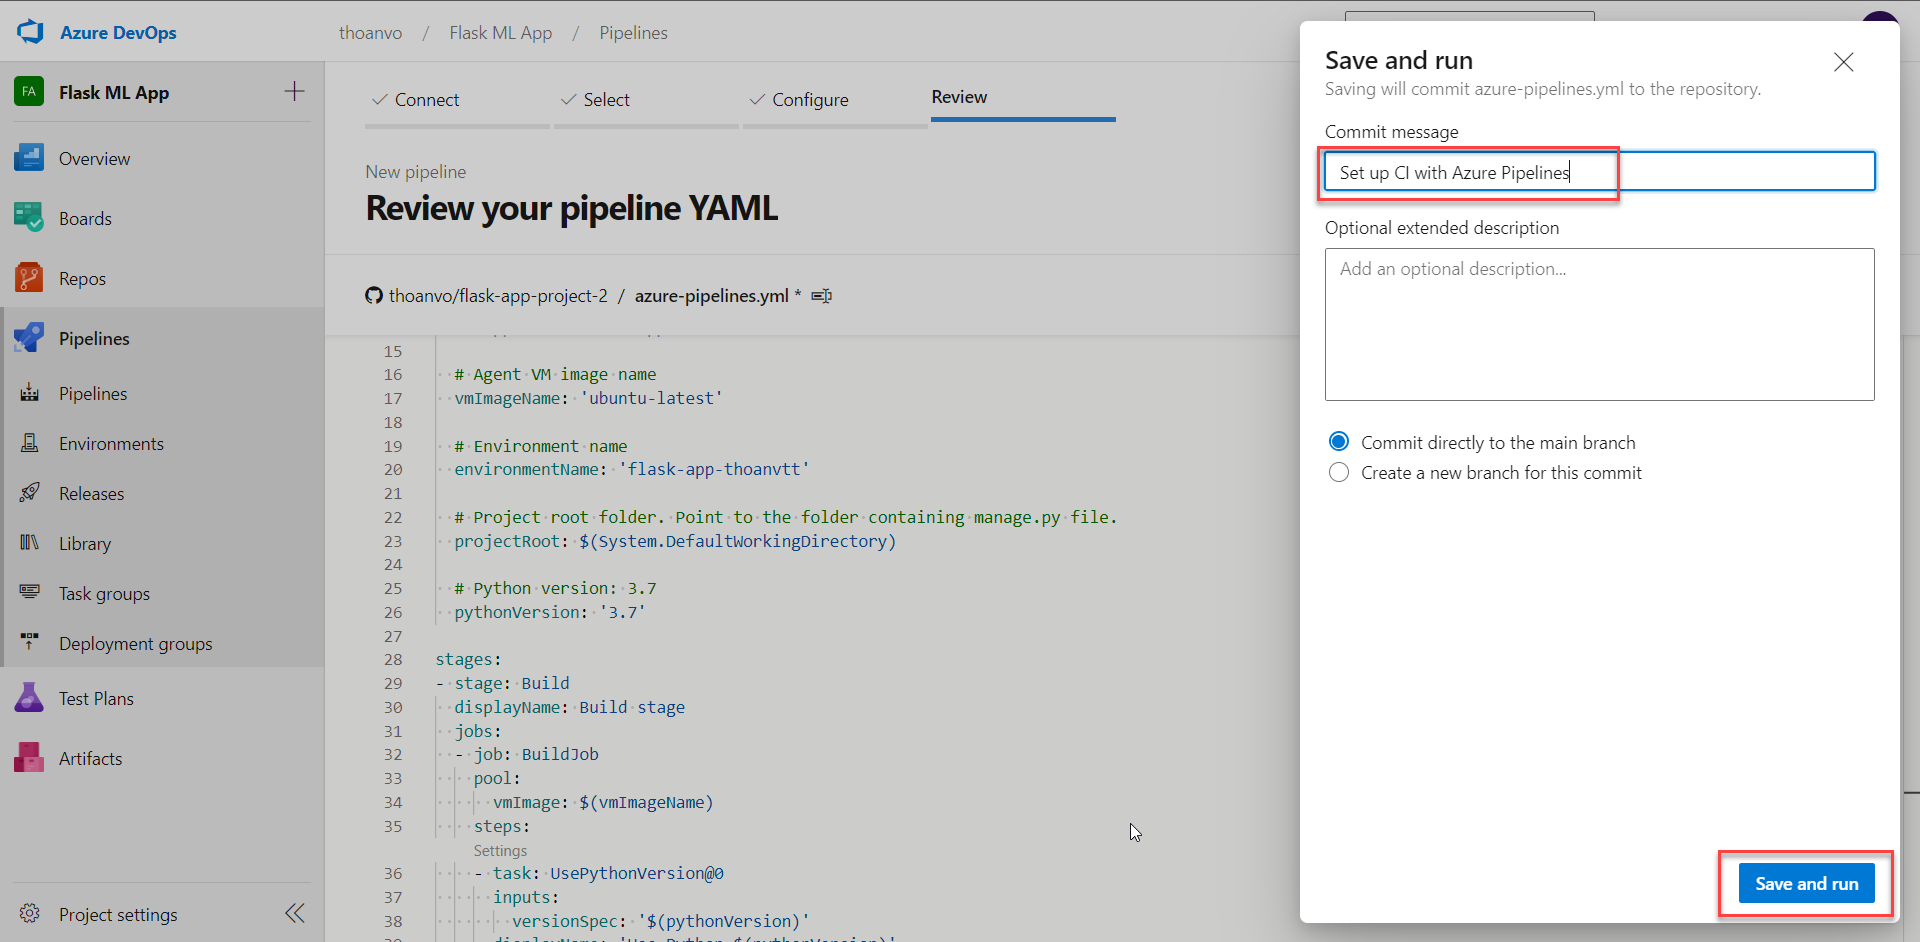 Azure DevOps
thoanvo / Flask ML App / Pipelines
FA Flask ML App
Overview
Boards
Repos
Pipelines
Pipelines
Environments
Releases
Library
Task groups
Deployment groups
Test Plans
Artifacts
Project settings
Connect Select Configure Review
New pipeline
Review your pipeline YAML
thoanvo/flask-app-project-2 / azure-pipelines.yml *
15
16 # Agent VM image name
17 vmImageName: 'ubuntu-latest'
18
19 # Environment name
20 environmentName: 'flask-app-thoanvtt'
21
22 # Project root folder. Point to the folder containing manage.py file.
23 projectRoot: $(System.DefaultWorkingDirectory)
24
25 # Python version: 3.7
26 pythonVersion: '3.7'
27
28 stages:
29 - stage: Build
30 displayName: Build stage
31 jobs:
32 - job: BuildJob
33 pool:
34 vmImage: $(vmImageName)
35 steps:
Settings
36 - task: UsePythonVersion@0
37 inputs:
38 versionSpec: '$(pythonVersion)'
Save and run
Saving will commit azure-pipelines.yml to the repository.
Commit message
Set up CI with Azure Pipelines
Optional extended description
Add an optional description...
Commit directly to the main branch
Create a new branch for this commit
Save and run